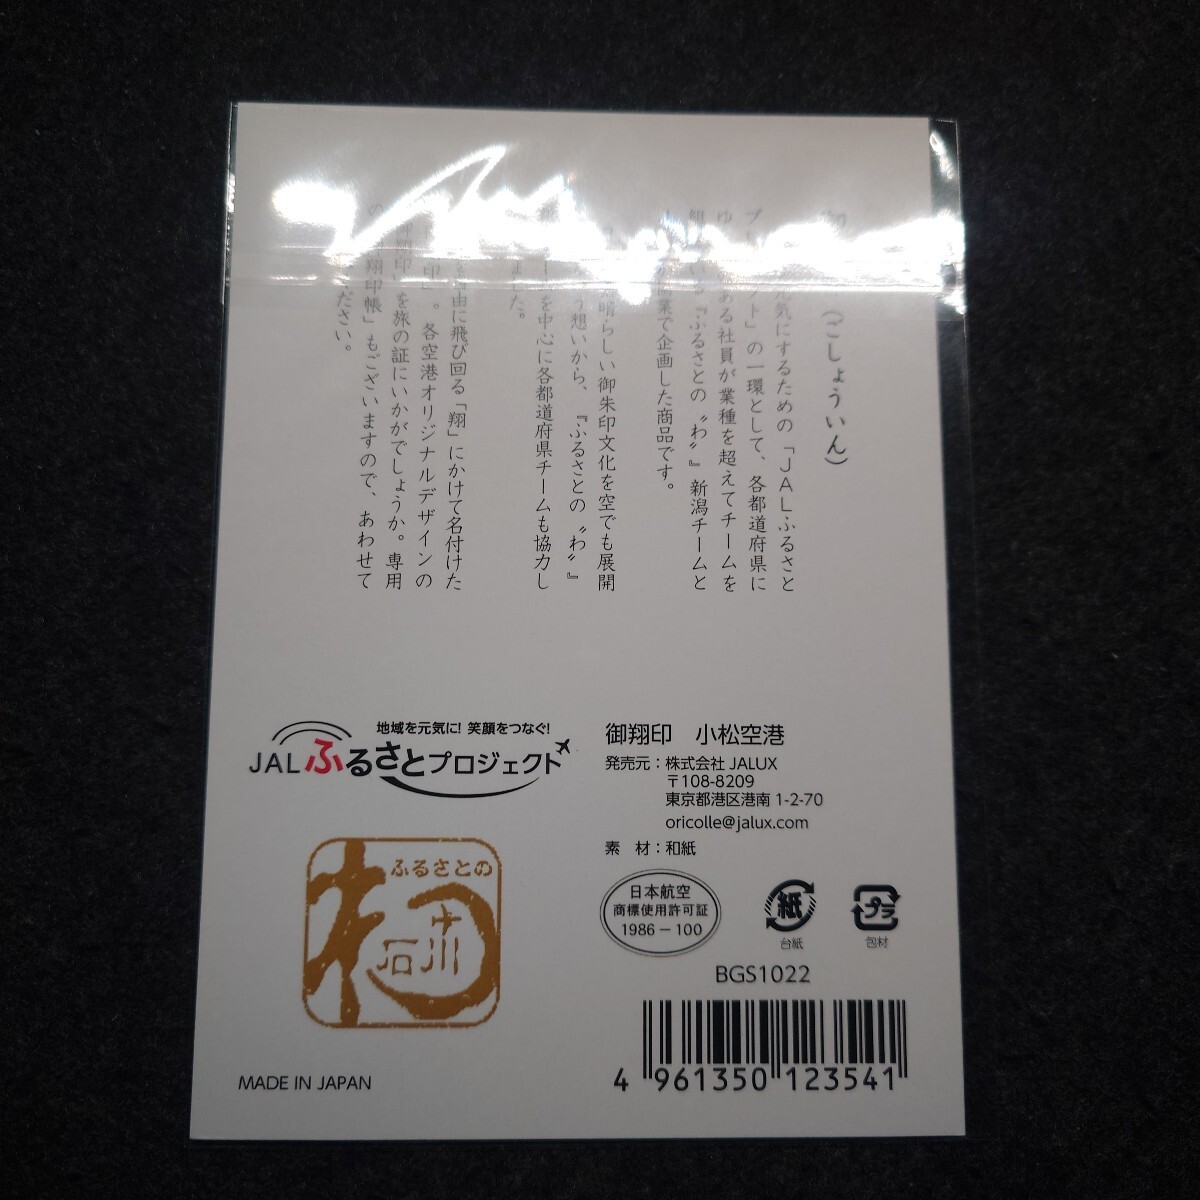 (ごしょういん)
元気にするための「JALふるさと
の一環として、各都道府県に
ある社員が業種を超えてチームを
『ふるさとの〝わ〟』新潟チームと
業で企画した商品です。
晴らしい御朱印文化を空でも展開
う想いから、『ふるさとの〝わ〟』
を中心に各都道府県チームも協力し
ました。
由に飛び回る「翔」にかけて名付けた
印」。各空港オリジナルデザインの
御翔印」を旅の証にいかがでしょうか。専用
翔印帳」もございますので、あわせて
ださい。
地域を元気に! 笑顔をつなぐ!
JALふるさとプロジェクト
ふるさとの
わ
石川
MADE IN JAPAN
御翔印 小松空港
発売元:株式会社 JALUX
〒108-8209
東京都港区港南 1-2-70
oricolle@jalux.com
素 材:和紙
日本航空
商標使用許可証
1986-100
紙
台紙
プラ
包材
BGS1022
4 961350 123541